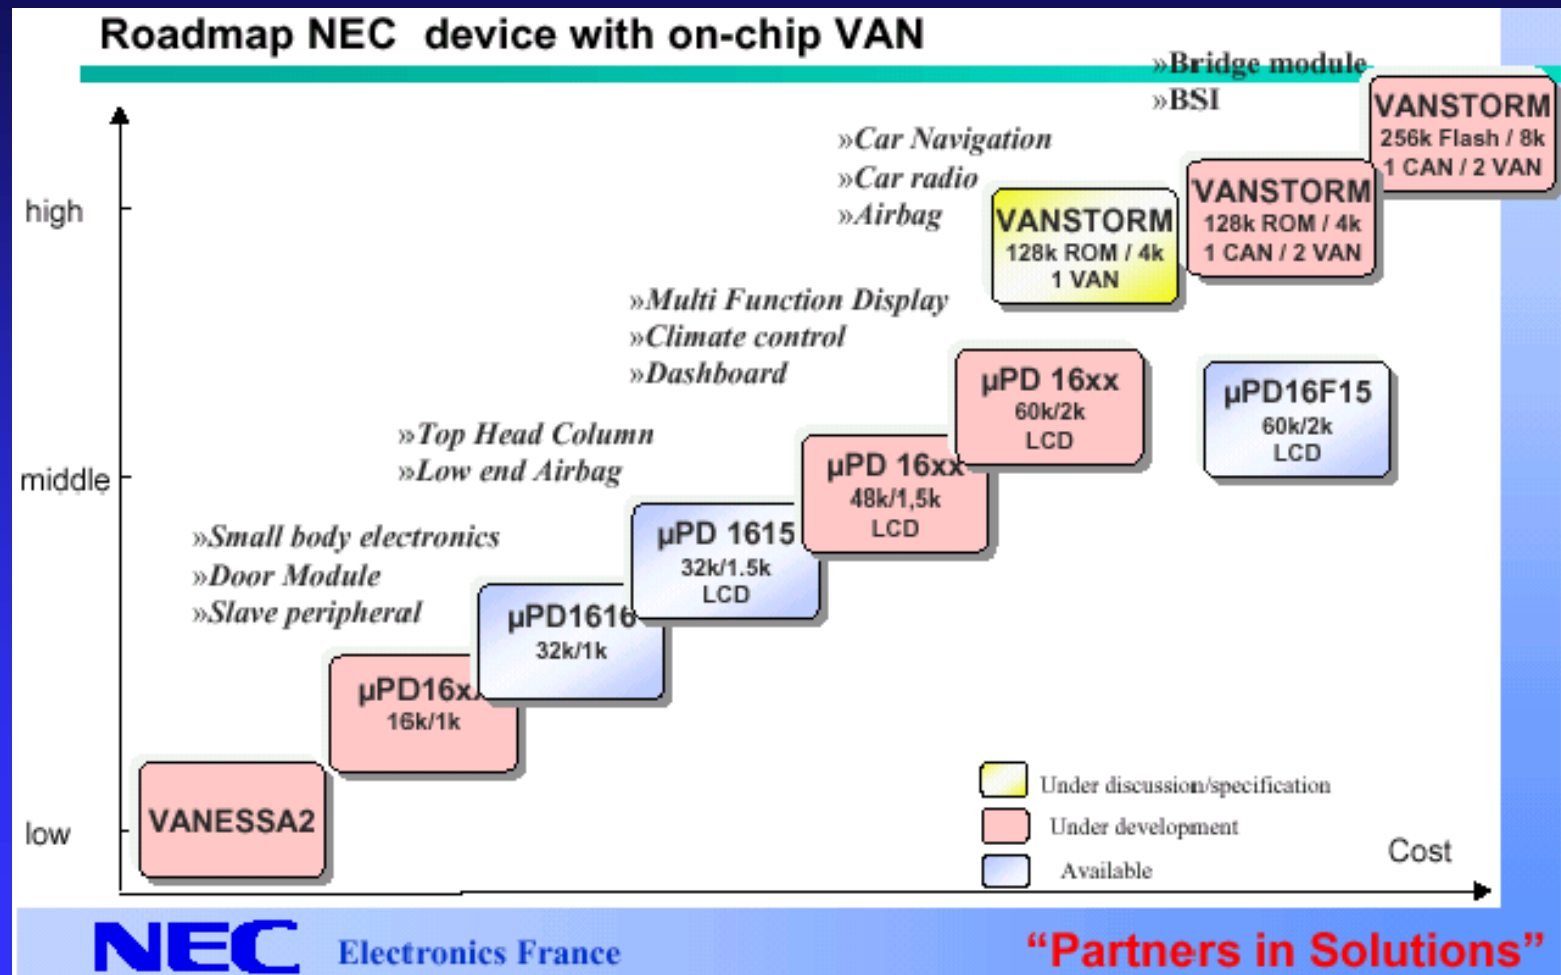 Roadmap NEC device with on-chip VAN
»Bridge module
»BSI
VANSTORM
256k Flash / 8k
1 CAN / 2 VAN
»Car Navigation
»Car radio
»Airbag
VANSTORM
128k ROM / 4k
1 CAN / 2 VAN
high
VANSTORM
128k ROM / 4k
1 VAN
»Multi Function Display
»Climate control
»Dashboard
µPD 16xx
60k/2k
LCD
µPD16F15
60k/2k
LCD
»Top Head Column
»Low end Airbag
middle
µPD 16xx
48k/1,5k
LCD
»Small body electronics
»Door Module
»Slave peripheral
µPD 1615
32k/1.5k
LCD
µPD1616
32k/1k
µPD16x
16k/1k
VANESSA2
low
Under discussion/specification
Under development
Available
Cost
NEC Electronics France
“Partners in Solutions”